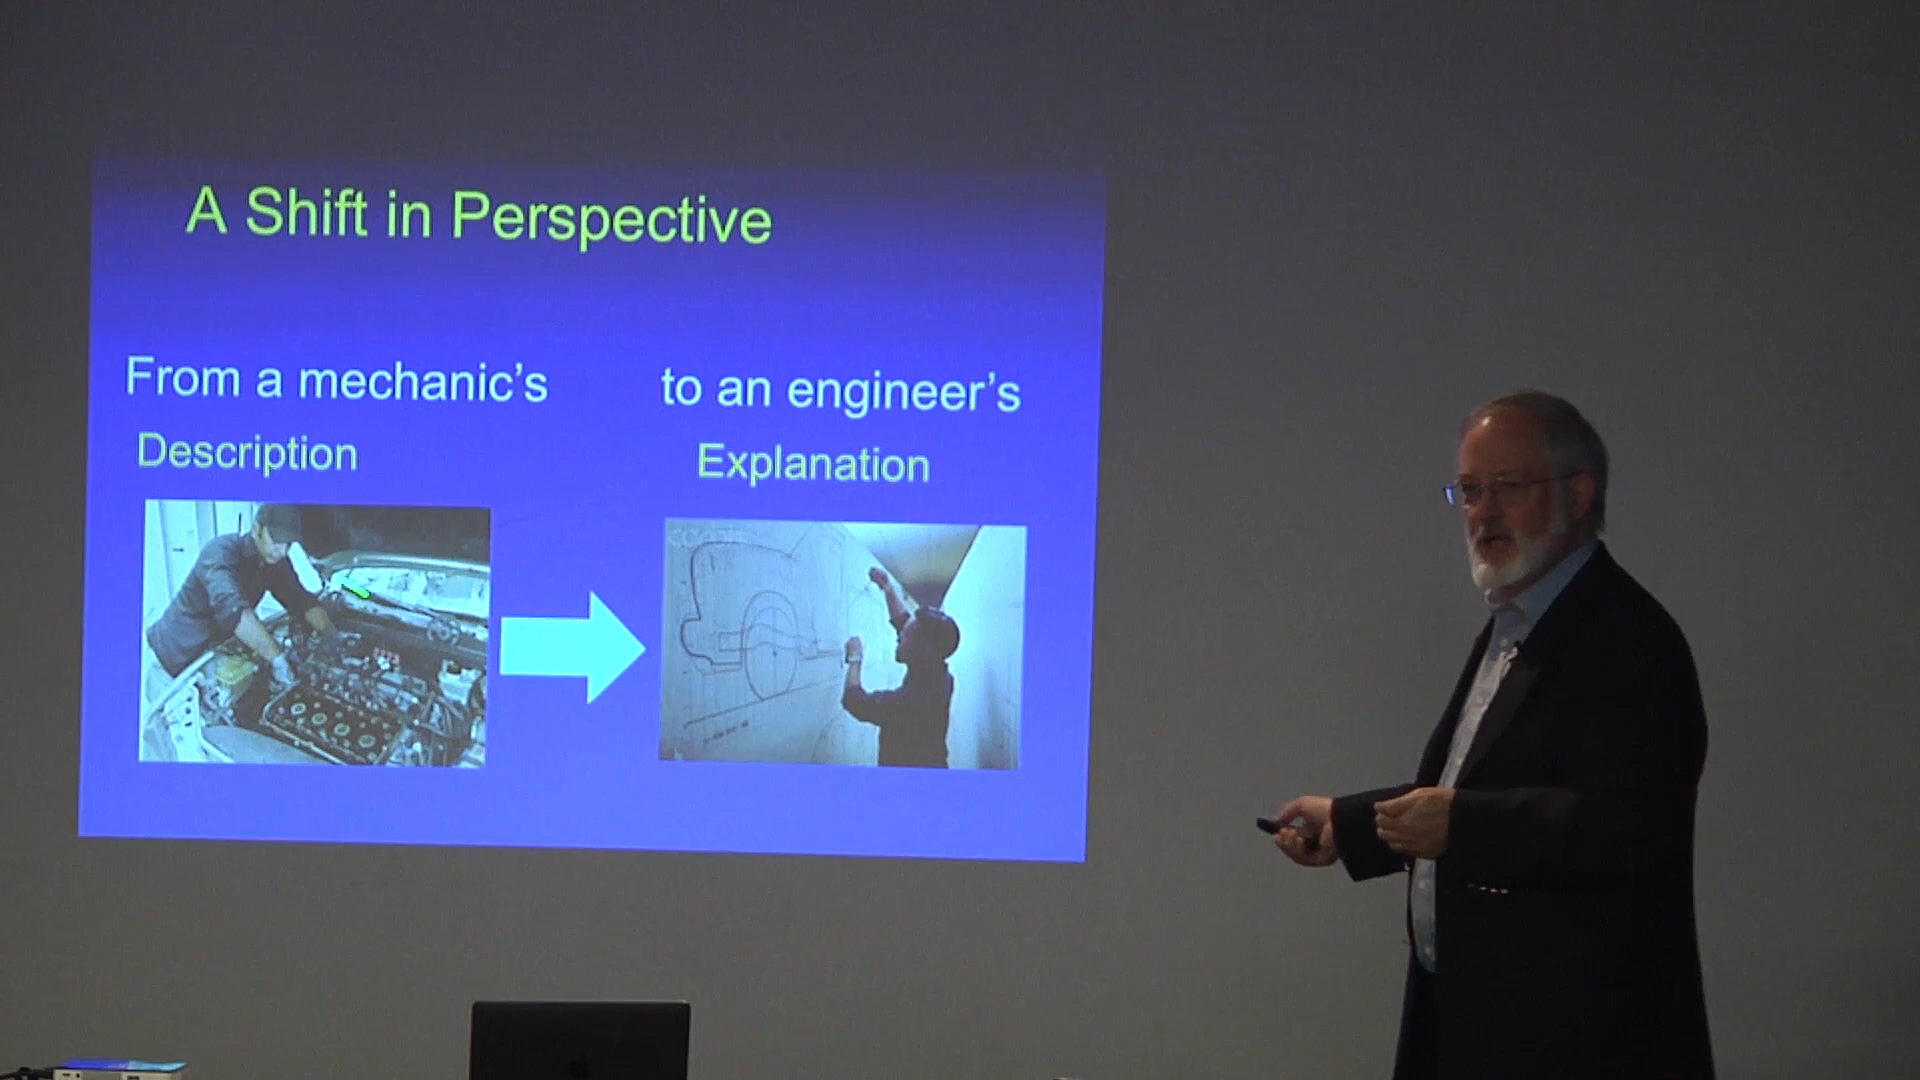 A Shift in Perspective
From a mechanic's
to an engineer's
Description
Explanation